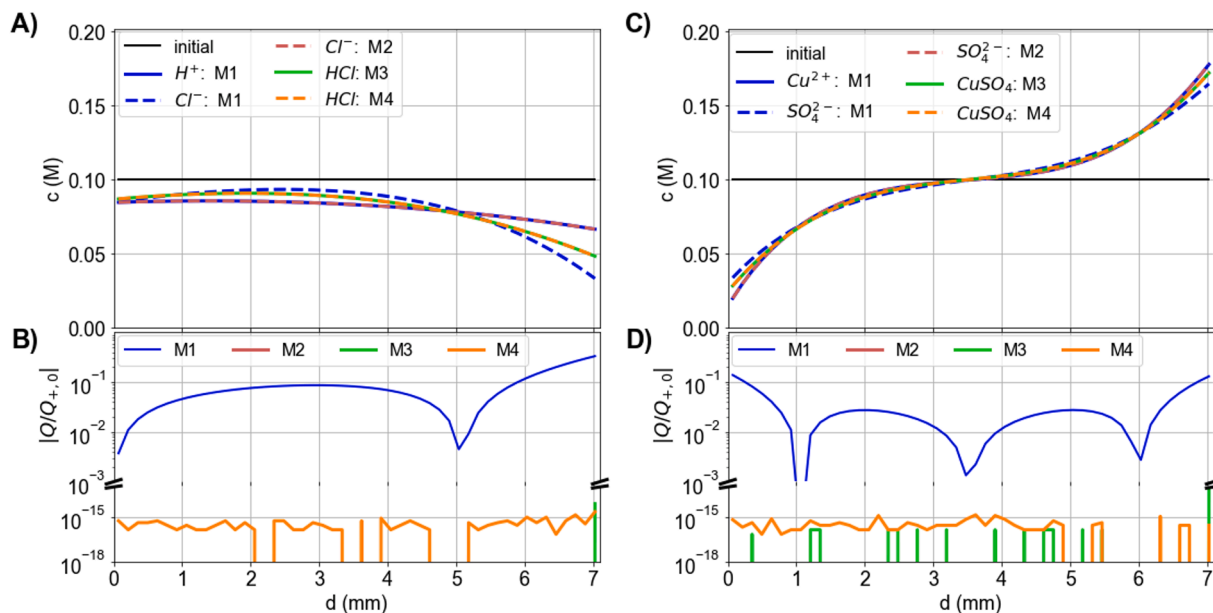 A)
0.20
0.15
0.10
0.05
0.00
c (M)
initial
H⁺: M1
Cl⁻: M1
Cl⁻: M2
HCl: M3
HCl: M4
B)
M1 M2 M3 M4
10⁻¹
10⁻²
10⁻³
10⁻¹⁵
10⁻¹⁸
|Q/Q₊,₀|
0 1 2 3 4 5 6 7
d (mm)
C)
0.20
0.15
0.10
0.05
0.00
c (M)
initial
Cu²⁺: M1
SO₄²⁻: M1
SO₄²⁻: M2
CuSO₄: M3
CuSO₄: M4
D)
M1 M2 M3 M4
10⁻¹
10⁻²
10⁻³
10⁻¹⁵
10⁻¹⁸
|Q/Q₊,₀|
0 1 2 3 4 5 6 7
d (mm)